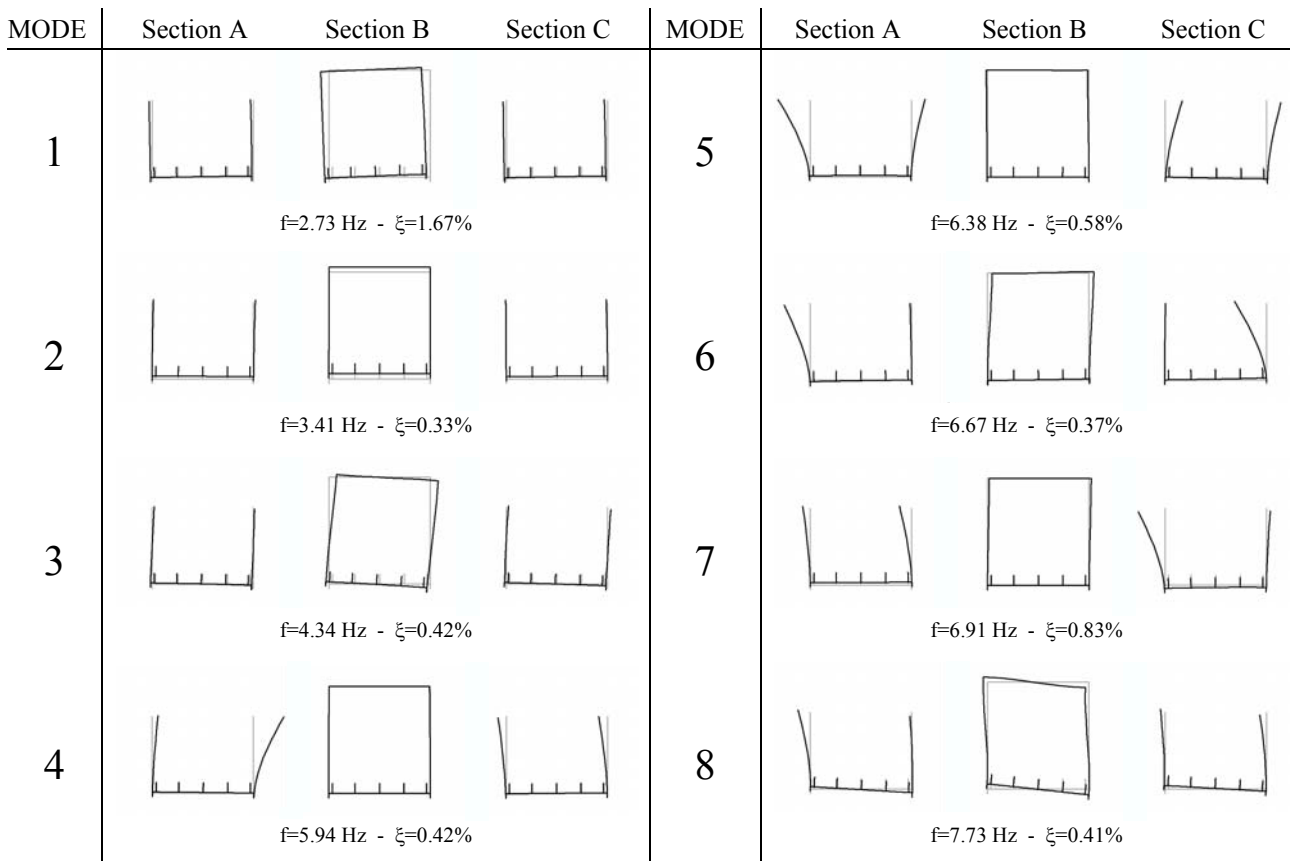 MODE Section A Section B Section C MODE Section A Section B Section C
1
f=2.73 Hz - ξ=1.67%
5
f=6.38 Hz - ξ=0.58%
2
f=3.41 Hz - ξ=0.33%
6
f=6.67 Hz - ξ=0.37%
3
f=4.34 Hz - ξ=0.42%
7
f=6.91 Hz - ξ=0.83%
4
f=5.94 Hz - ξ=0.42%
8
f=7.73 Hz - ξ=0.41%